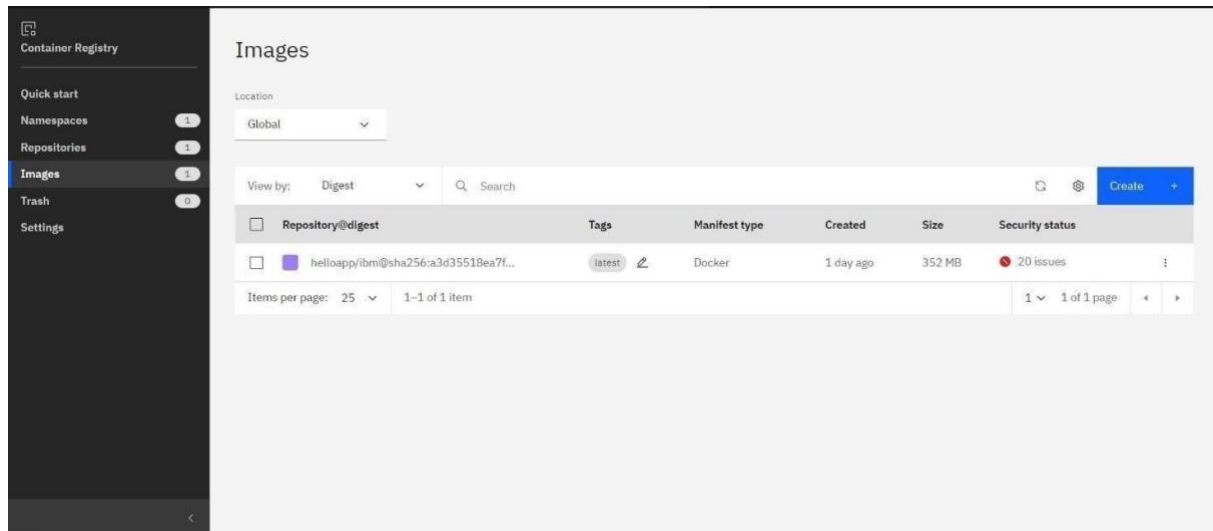 Container Registry
Quick start
Namespaces 1
Repositories 1
Images 1
Trash 0
Settings
Images
Location
Global
View by: Digest Search Create +
Repository@digest Tags Manifest type Created Size Security status
helloapp/ibm@sha256:a3d35518ea7f... latest Docker 1 day ago 352 MB 20 issues
Items per page: 25 1–1 of 1 item 1 1 of 1 page